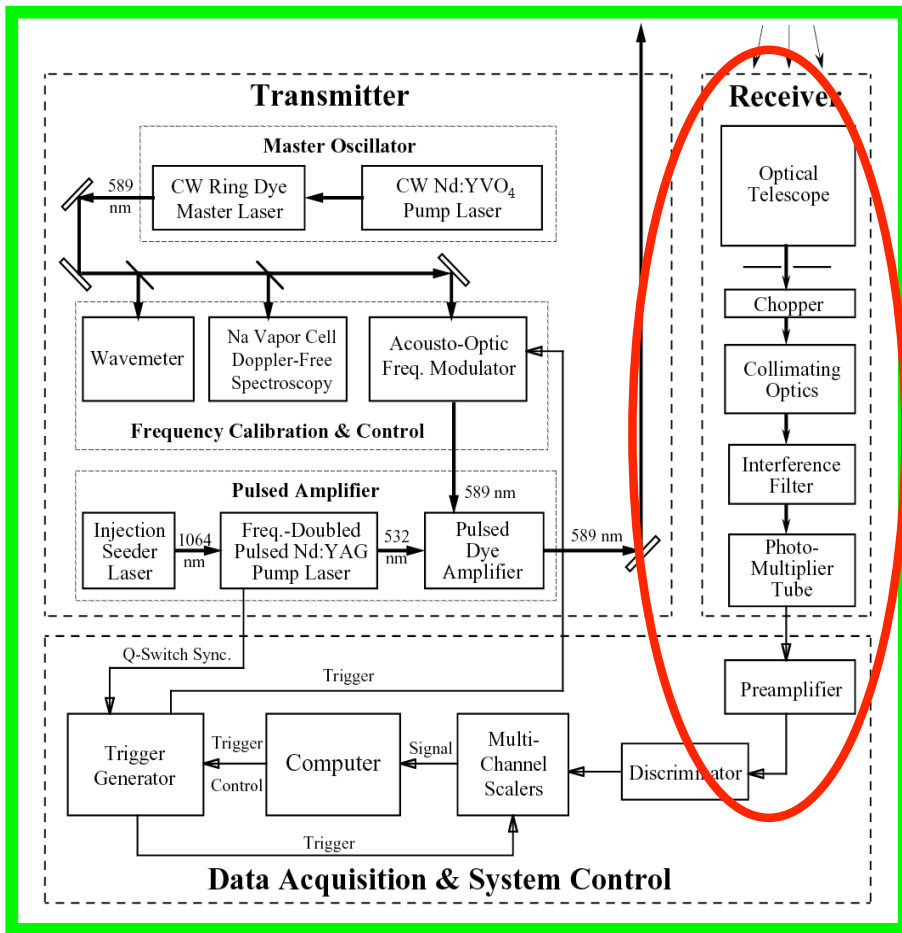 Transmitter
Receiver
Master Oscillator
CW Ring Dye
Master Laser
CW Nd:YVO₄
Pump Laser
589
nm
Optical
Telescope
Chopper
Wavemeter
Na Vapor Cell
Doppler-Free
Spectroscopy
Acousto-Optic
Freq. Modulator
Collimating
Optics
Frequency Calibration & Control
Interference
Filter
Pulsed Amplifier
589 nm
Injection
Seeder
Laser
1064
nm
Freq.-Doubled
Pulsed Nd:YAG
Pump Laser
532
nm
Pulsed
Dye
Amplifier
589 nm
Photo-
Multiplier
Tube
Q-Switch Sync.
Trigger
Preamplifier
Trigger
Generator
Trigger
Control
Computer
Signal
Multi-
Channel
Scalers
Discriminator
Trigger
Data Acquisition & System Control